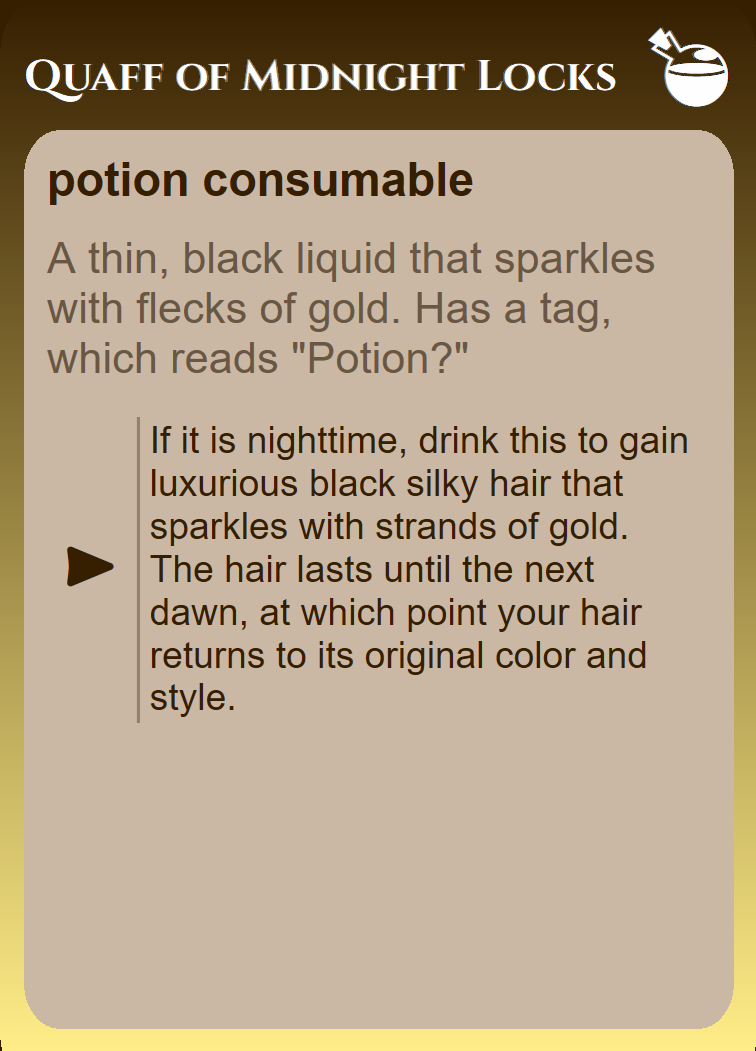 Quaff of Midnight Locks
potion consumable
A thin, black liquid that sparkles
with flecks of gold. Has a tag,
which reads "Potion?"
If it is nighttime, drink this to gain
luxurious black silky hair that
sparkles with strands of gold.
The hair lasts until the next
dawn, at which point your hair
returns to its original color and
style.